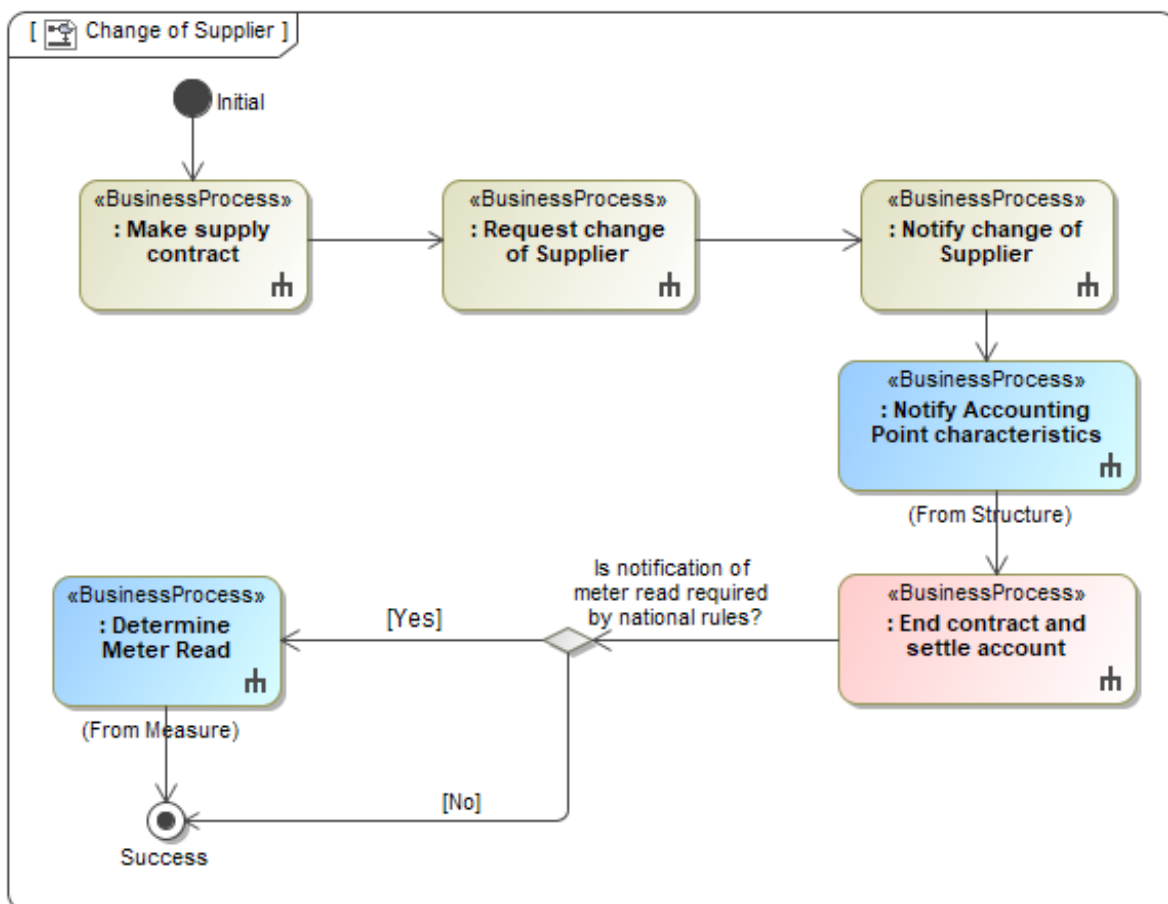 [ Change of Supplier ]
Initial
«BusinessProcess»
: Make supply
contract
«BusinessProcess»
: Request change
of Supplier
«BusinessProcess»
: Notify change of
Supplier
«BusinessProcess»
: Notify Accounting
Point characteristics
(From Structure)
«BusinessProcess»
: End contract and
settle account
Is notification of
meter read required
by national rules?
[Yes]
«BusinessProcess»
: Determine
Meter Read
(From Measure)
[No]
Success